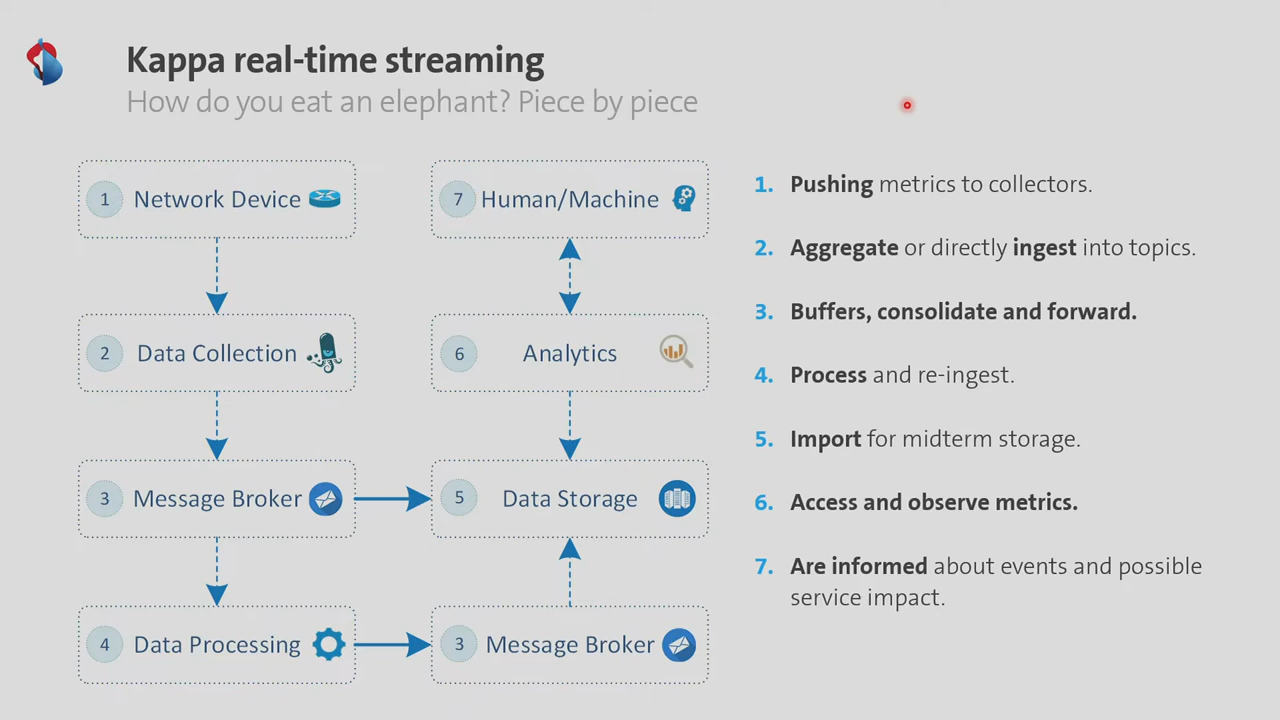 Kappa real-time streaming
How do you eat an elephant? Piece by piece
1 Network Device
2 Data Collection
3 Message Broker
4 Data Processing
7 Human/Machine
6 Analytics
5 Data Storage
3 Message Broker
1. Pushing metrics to collectors.
2. Aggregate or directly ingest into topics.
3. Buffers, consolidate and forward.
4. Process and re-ingest.
5. Import for midterm storage.
6. Access and observe metrics.
7. Are informed about events and possible
service impact.